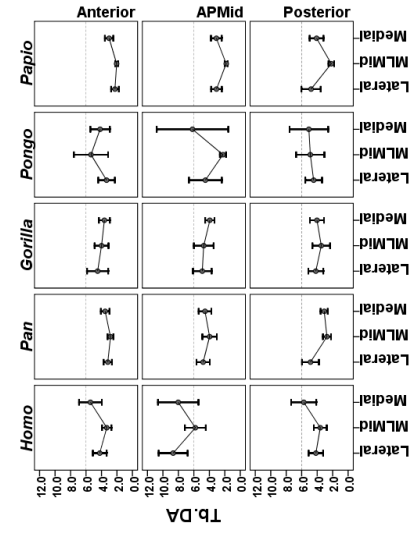 Anterior
APMid
Posterior
Papio
Medial
MLMid
Lateral
Pongo
Medial
MLMid
Lateral
Gorilla
Medial
MLMid
Lateral
Pan
Medial
MLMid
Lateral
Homo
Medial
MLMid
Lateral
12.0 10.0 8.0 6.0 4.0 2.0 0.0 12.0 10.0 8.0 6.0 4.0 2.0 0.0 12.0 10.0 8.0 6.0 4.0 2.0 0.0
Tb.DA